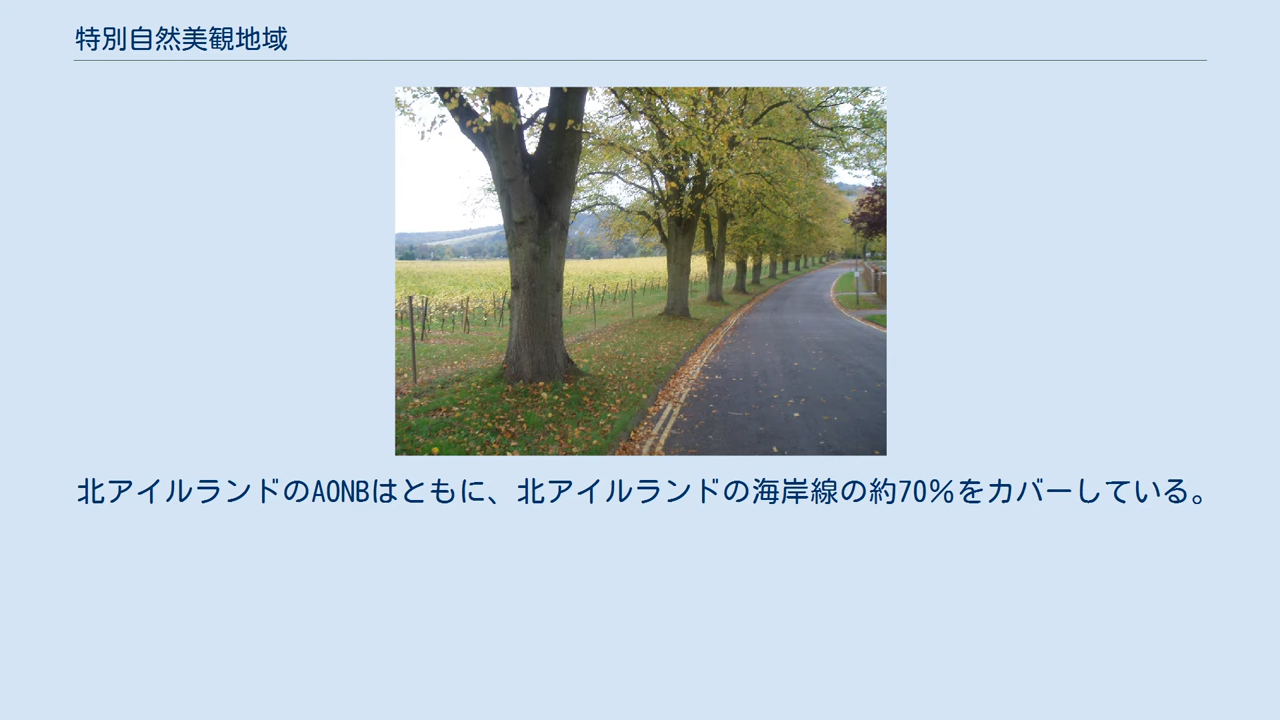 特別自然美観地域
北アイルランドのAONBはともに、北アイルランドの海岸線の約70％をカバーしている。